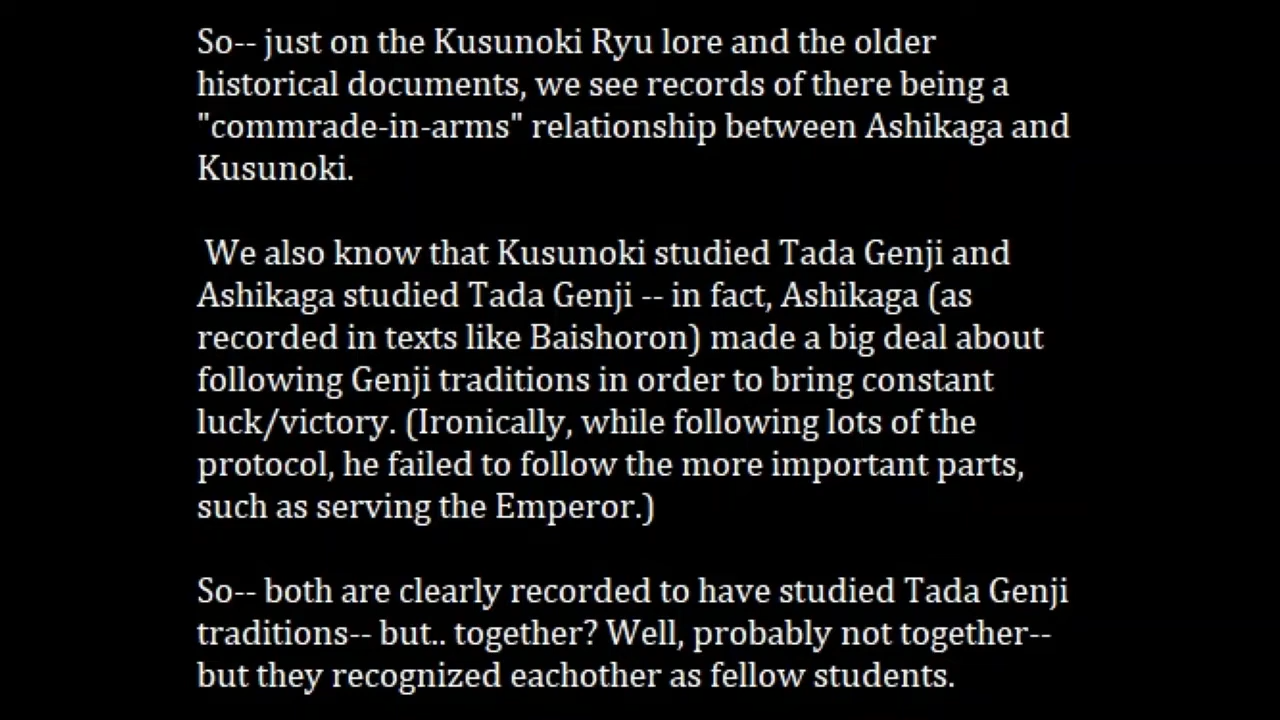 So-- just on the Kusunoki Ryu lore and the older
historical documents, we see records of there being a
"commrade-in-arms" relationship between Ashikaga and
Kusunoki.
We also know that Kusunoki studied Tada Genji and
Ashikaga studied Tada Genji -- in fact, Ashikaga (as
recorded in texts like Baishoron) made a big deal about
following Genji traditions in order to bring constant
luck/victory. (Ironically, while following lots of the
protocol, he failed to follow the more important parts,
such as serving the Emperor.)
So-- both are clearly recorded to have studied Tada Genji
traditions-- but.. together? Well, probably not together--
but they recognized eachother as fellow students.